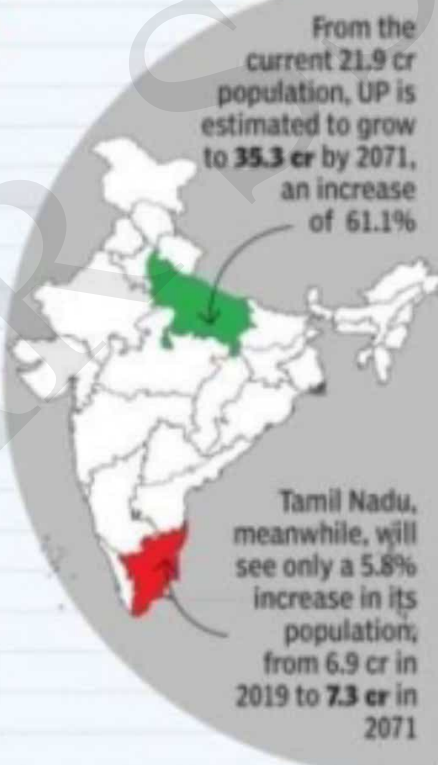 From the
current 21.9 cr
population, UP is
estimated to grow
to 35.3 cr by 2071,
an increase
of 61.1%
Tamil Nadu,
meanwhile, will
see only a 5.8%
increase in its
population,
from 6.9 cr in
2019 to 7.3 cr in
2071